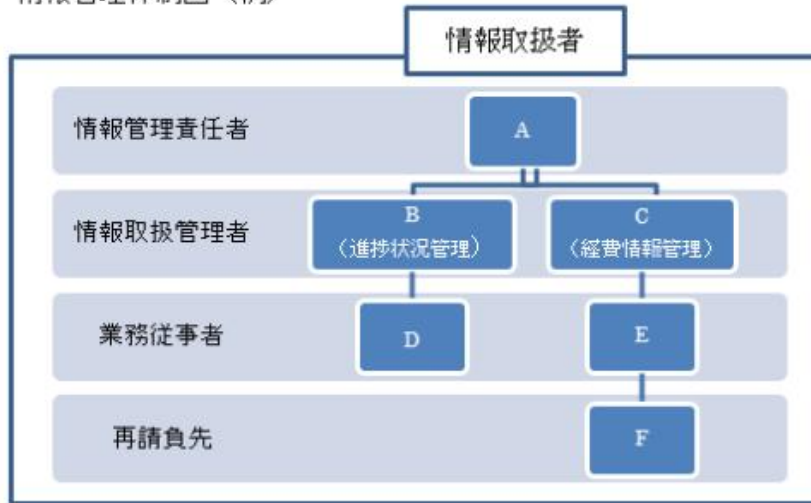 情報取扱者
情報管理責任者
A
情報取扱管理者
B
(進捗状況管理)
C
(経費情報管理)
業務従事者
D
E
再請負先
F